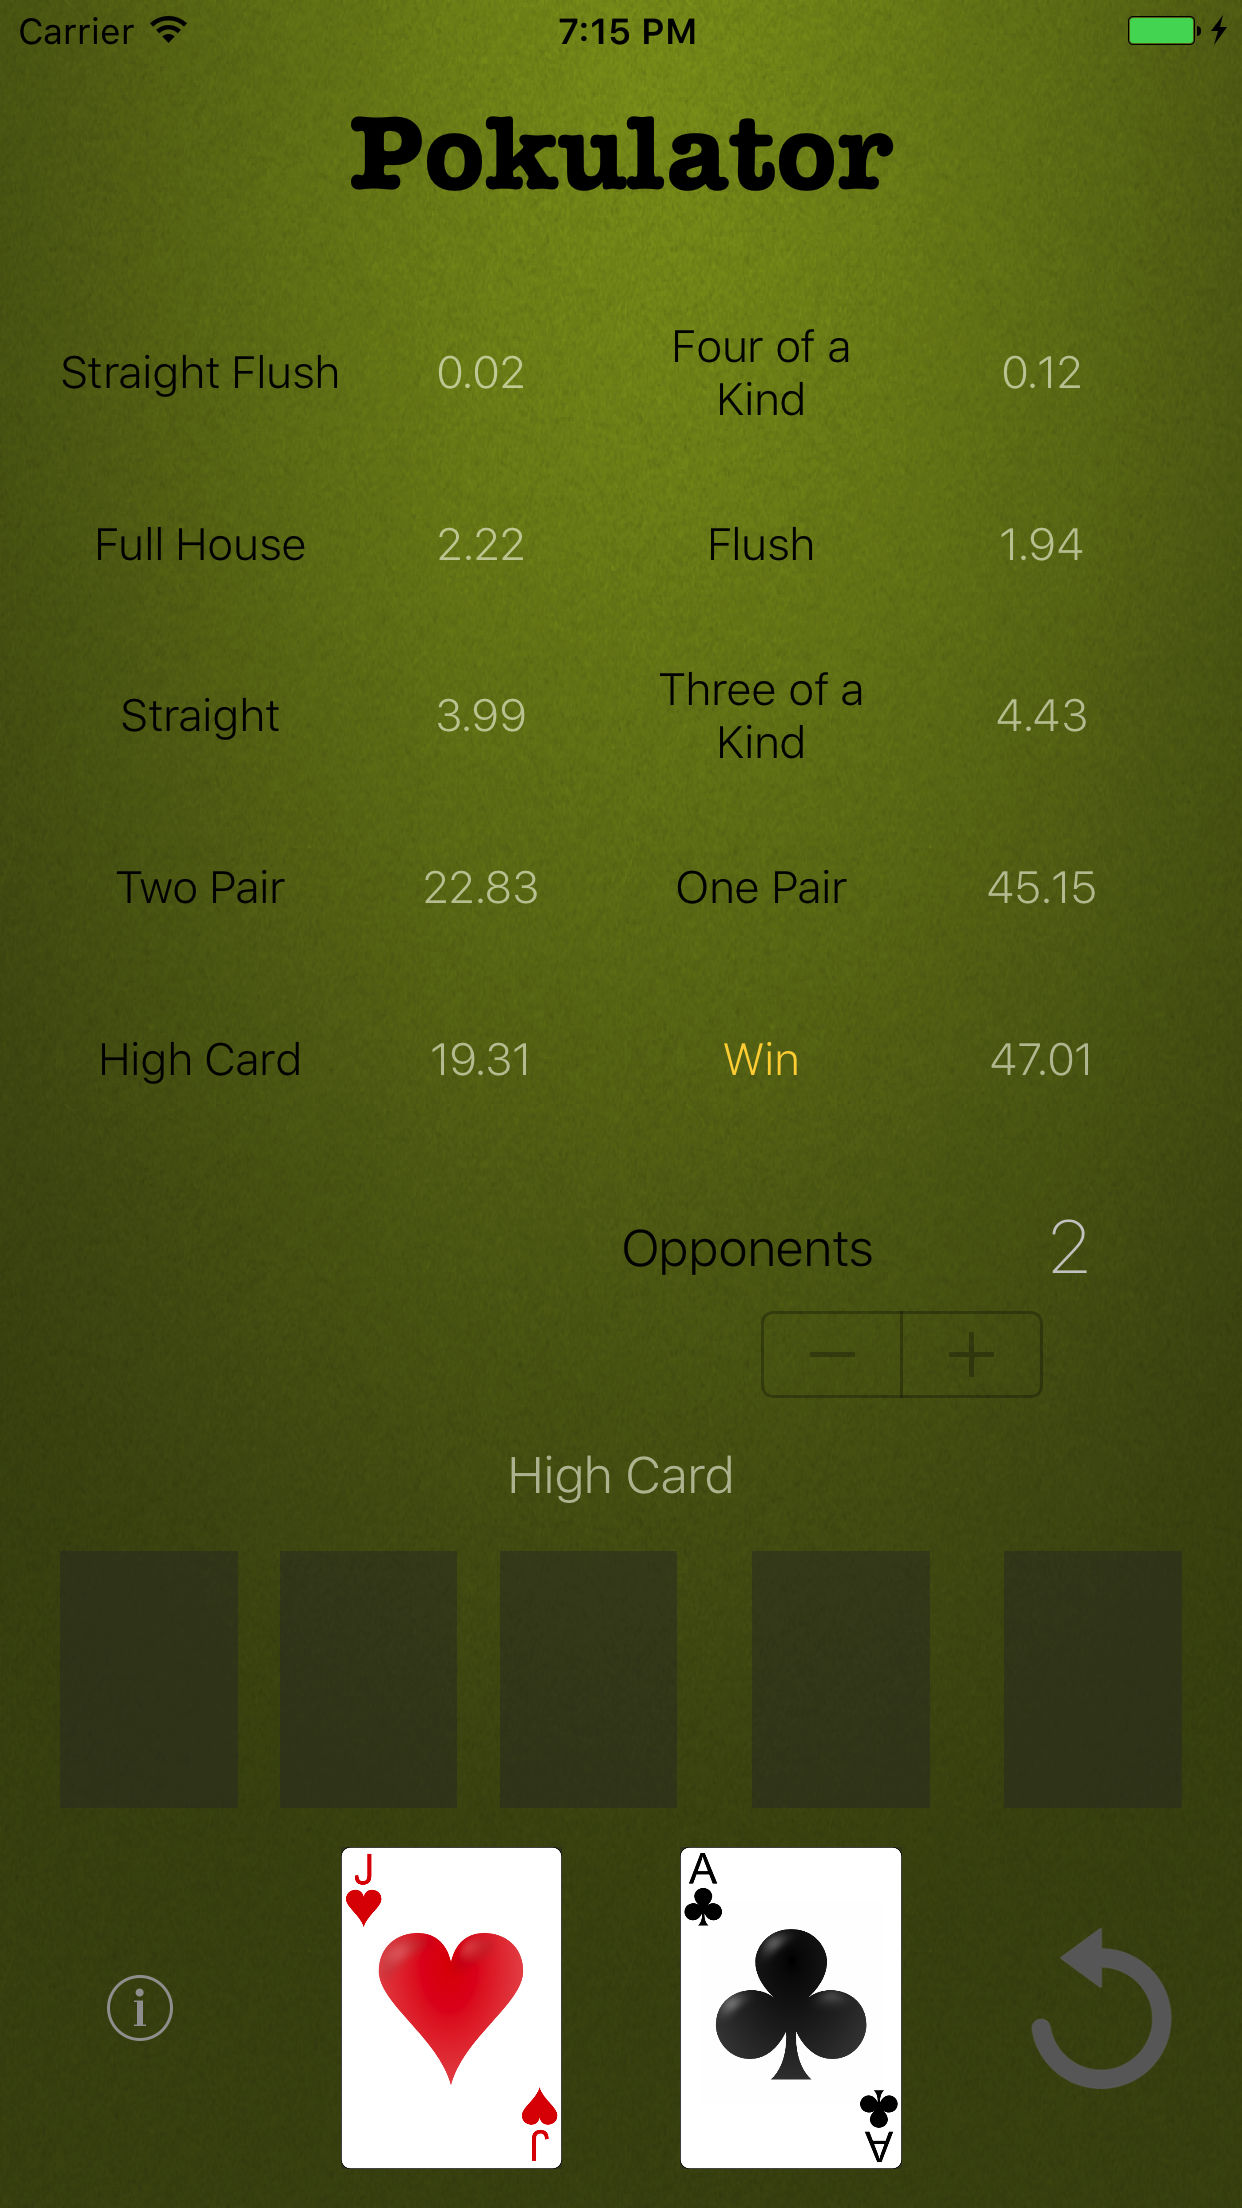 Carrier 7:15 PM
Pokulator
Straight Flush 0.02 Four of a
Kind 0.12
Full House 2.22 Flush 1.94
Straight 3.99 Three of a
Kind 4.43
Two Pair 22.83 One Pair 45.15
High Card 19.31 Win 47.01
Opponents 2
− +
High Card
J A
i
J A